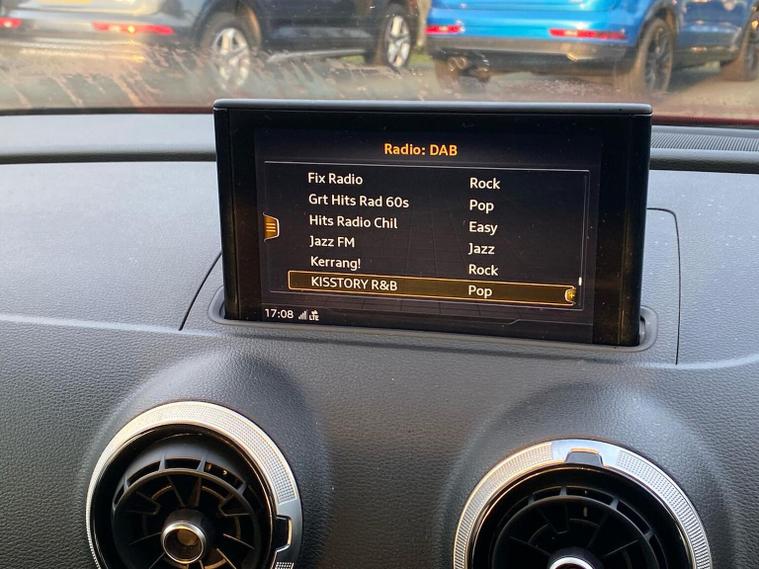 Radio: DAB
Fix Radio Rock
Grt Hits Rad 60s Pop
Hits Radio Chil Easy
Jazz FM Jazz
Kerrang! Rock
KISSTORY R&B Pop
17:08 LTE